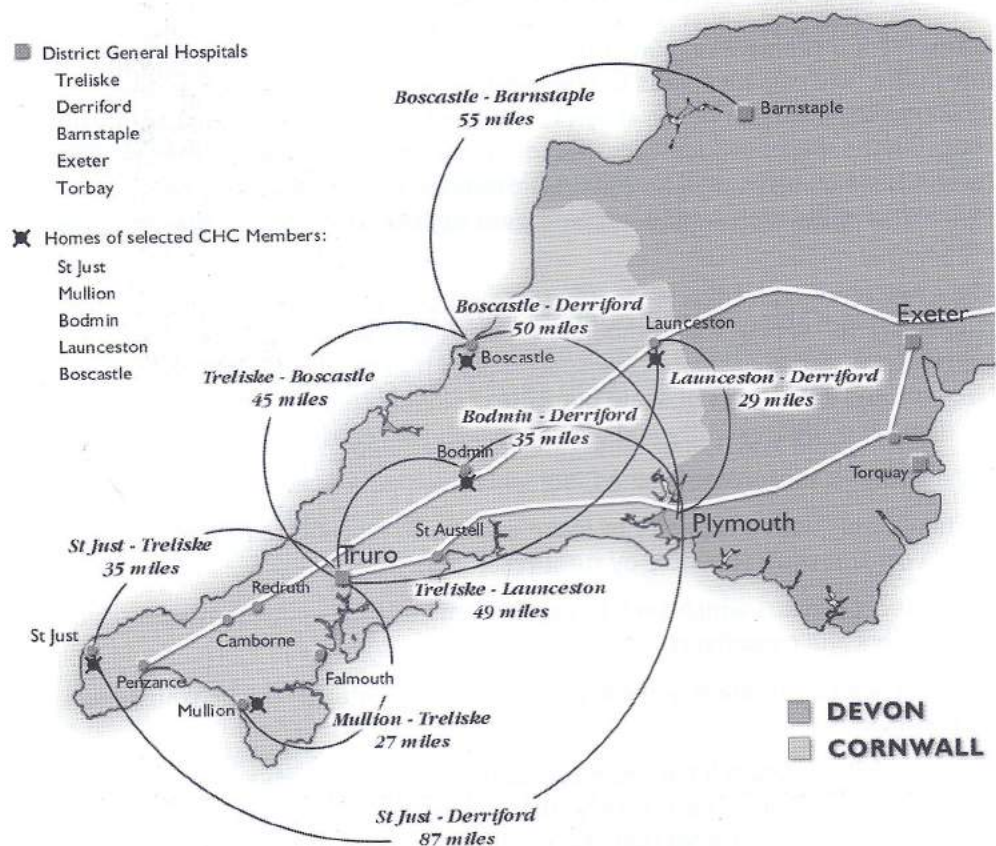 District General Hospitals
Treliske
Derriford
Barnstaple
Exeter
Torbay
Homes of selected CHC Members:
St Just
Mullion
Bodmin
Launceston
Boscastle
Boscastle - Barnstaple
55 miles
Barnstaple
Boscastle - Derriford
50 miles
Launceston
Exeter
Boscastle
Treliske - Boscastle
45 miles
Launceston - Derriford
29 miles
Bodmin - Derriford
35 miles
Bodmin
Torquay
Plymouth
St Austell
St Just - Treliske
35 miles
Truro
Treliske - Launceston
49 miles
Redruth
Camborne
St Just
Penzance
Falmouth
Mullion
Mullion - Treliske
27 miles
DEVON
CORNWALL
St Just - Derriford
87 miles